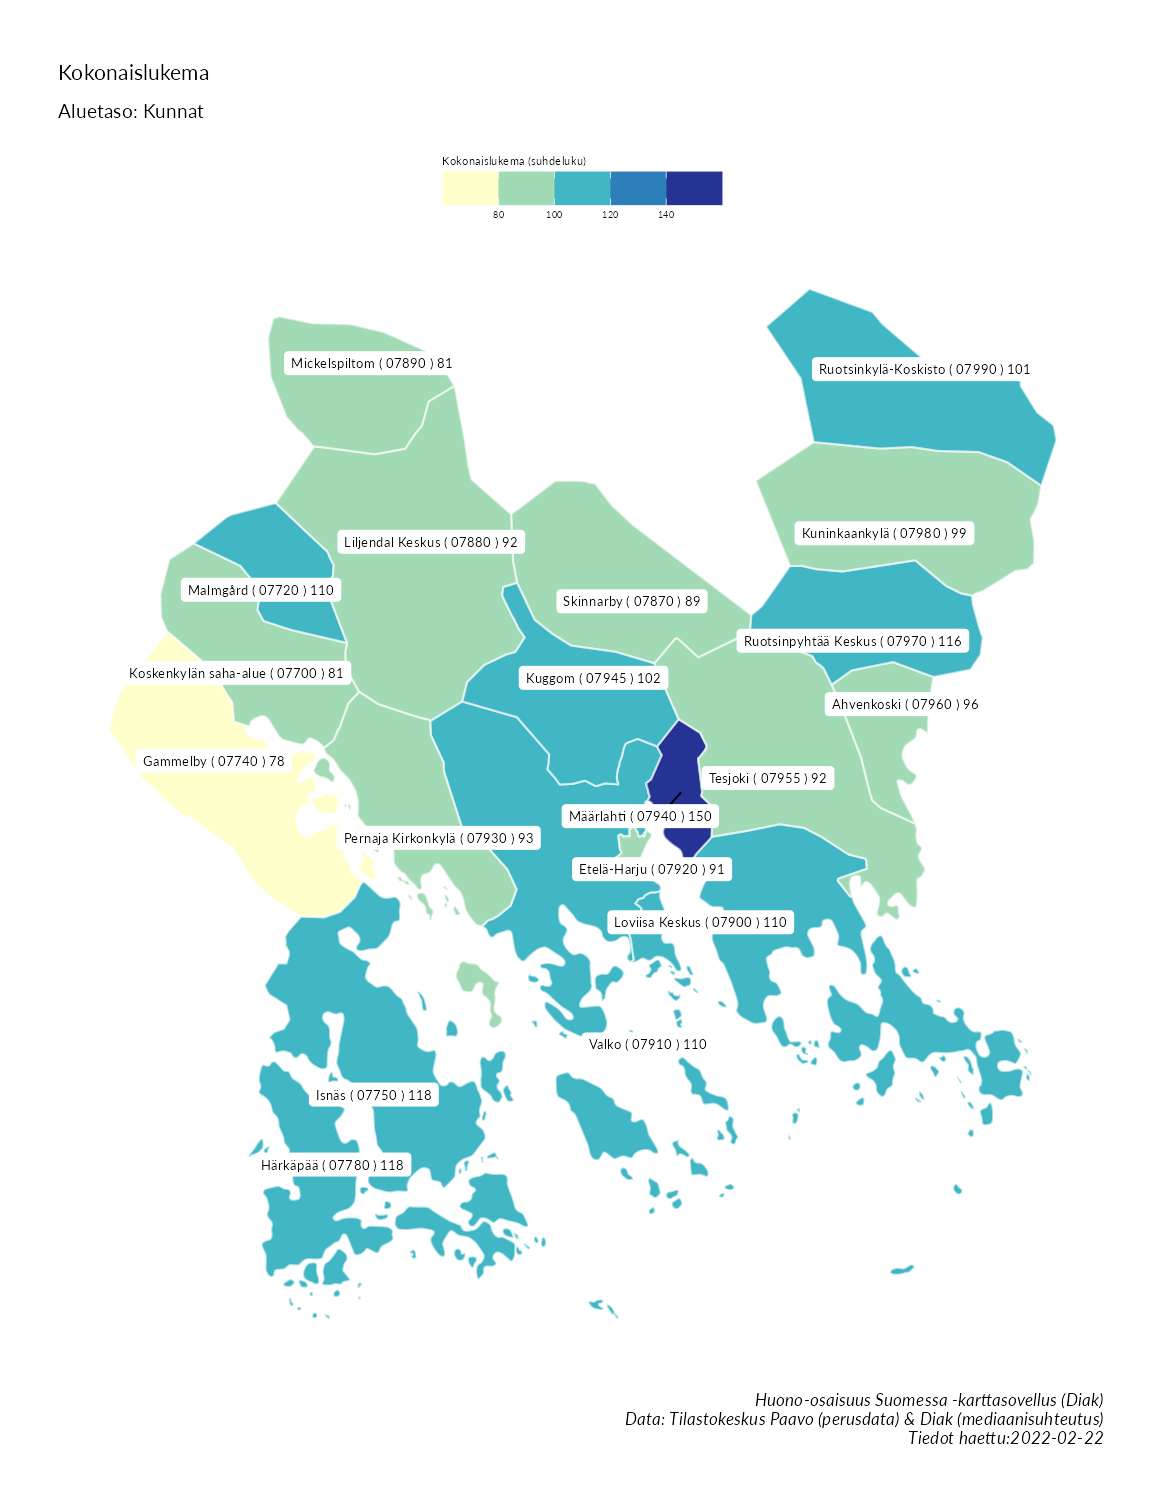 Kokonaislukema
Aluetaso: Kunnat
Kokonaislukema (suhdeluku)
80 100 120 140
Mickelspiltom ( 07890 ) 81
Ruotsinkylä-Koskisto ( 07990 ) 101
Kuninkaankylä ( 07980 ) 99
Liljendal Keskus ( 07880 ) 92
Malmgård ( 07720 ) 110
Skinnarby ( 07870 ) 89
Ruotsinpyhtää Keskus ( 07970 ) 116
Koskenkylän saha-alue ( 07700 ) 81
Kuggom ( 07945 ) 102
Ahvenkoski ( 07960 ) 96
Gammelby ( 07740 ) 78
Tesjoki ( 07955 ) 92
Määrlahti ( 07940 ) 150
Pernaja Kirkonkylä ( 07930 ) 93
Etelä-Harju ( 07920 ) 91
Loviisa Keskus ( 07900 ) 110
Valko ( 07910 ) 110
Isnäs ( 07750 ) 118
Härkäpää ( 07780 ) 118
Huono-osaisuus Suomessa -karttasovellus (Diak)
Data: Tilastokeskus Paavo (perusdata) & Diak (mediaanisuhteutus)
Tiedot haettu:2022-02-22